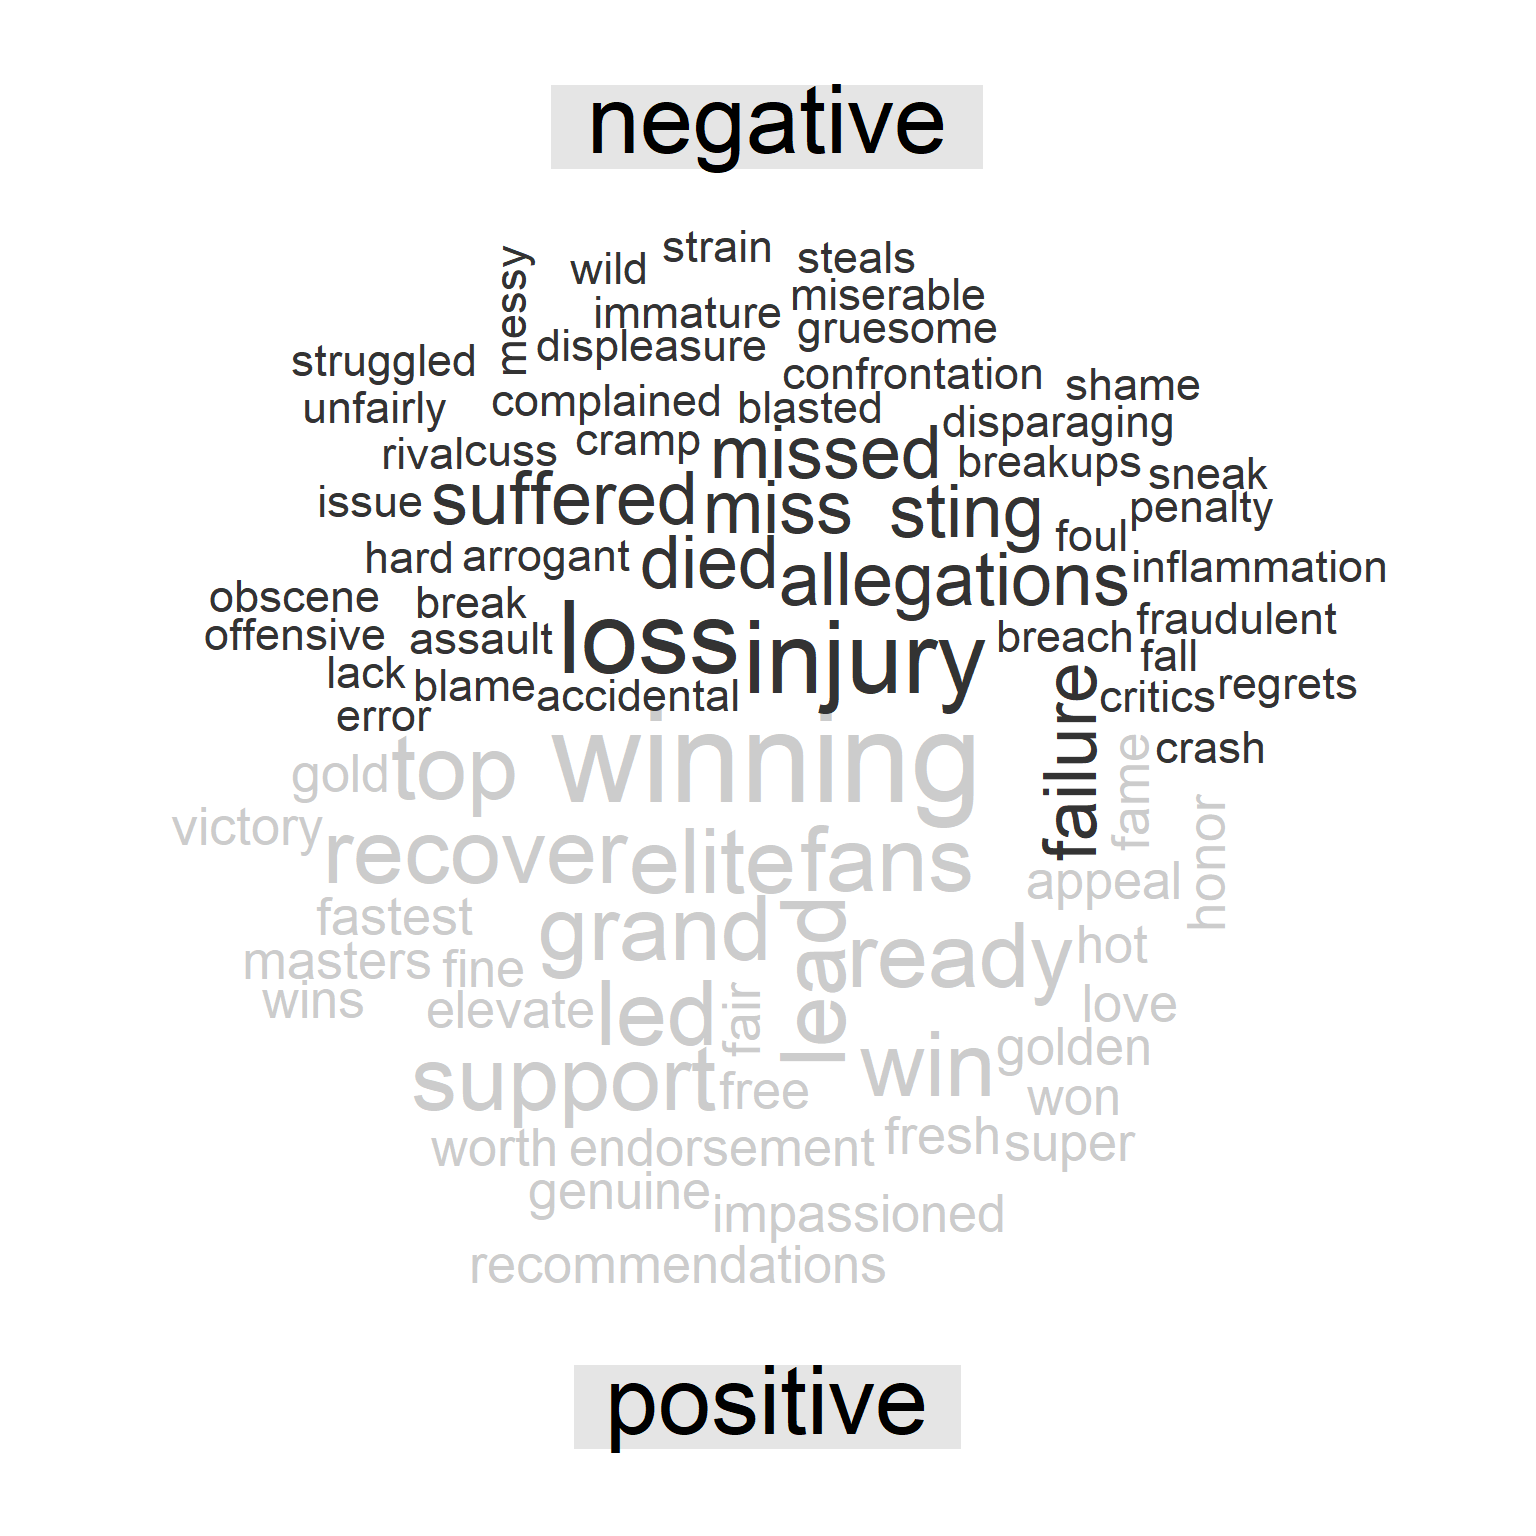 negative
strain
messy
wild
steals
immature
miserable
displeasure
gruesome
struggled
confrontation
shame
unfairly
complained
blasted
disparaging
rival
cuss
cramp
missed
breakups
sneak
issue
suffered
miss
sting
penalty
foul
hard
arrogant
died
allegations
inflammation
obscene
break
fraudulent
offensive
assault
loss
injury
breach
fall
lack
blame
accidental
failure
critics
regrets
error
crash
winning
gold
top
fame
victory
recover
elite
fans
honor
appeal
fastest
grand
lead
ready
hot
masters
fine
wins
elevate
led
fair
love
golden
support
free
win
won
worth
endorsement
fresh
super
genuine
impassioned
recommendations
positive